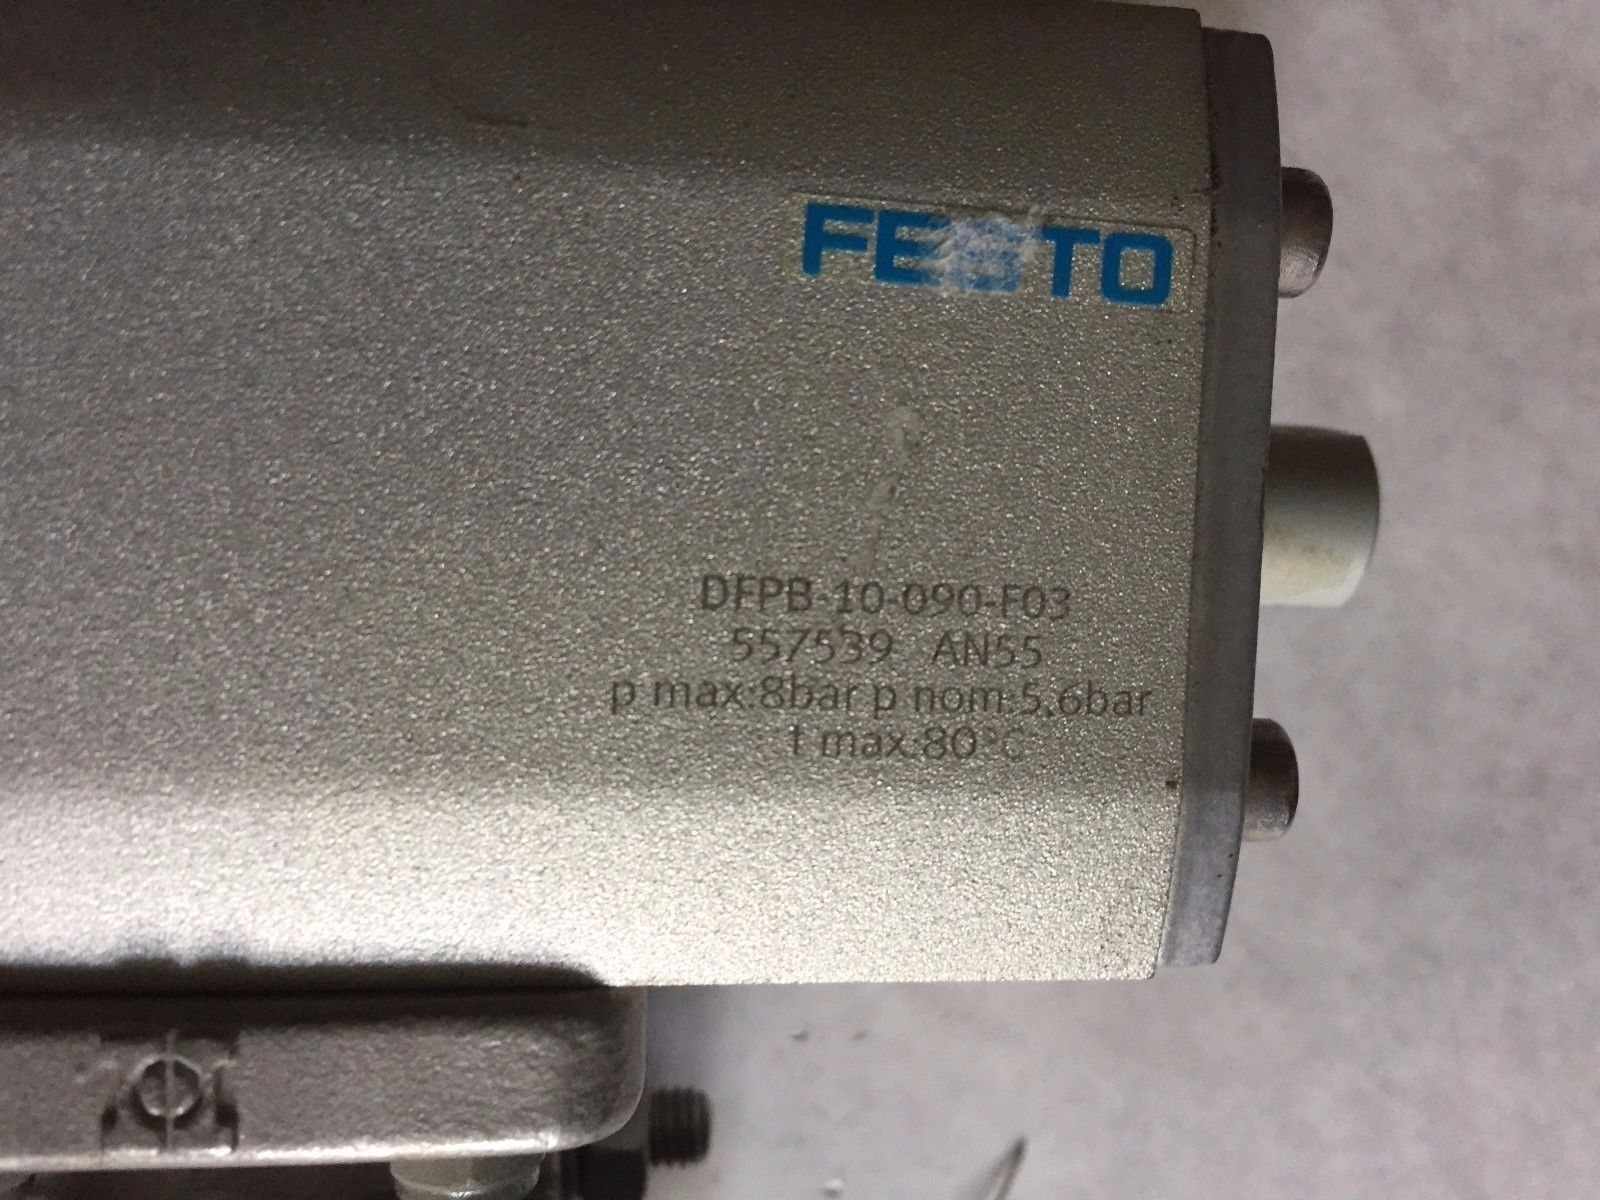 FESTO
DFPB-10-090-F03
557539 AN55
p max:8bar p nom:5,6bar
t max:80°C